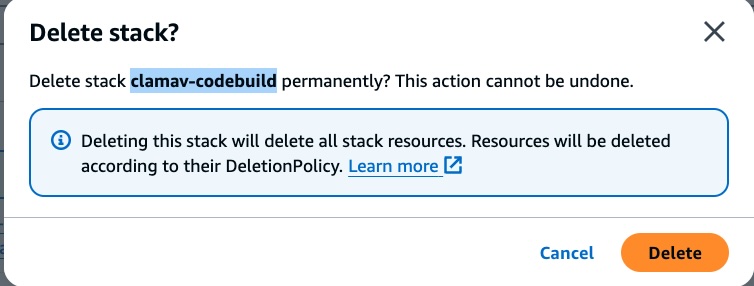 Delete stack?
Delete stack clamav-codebuild permanently? This action cannot be undone.
Deleting this stack will delete all stack resources. Resources will be deleted
according to their DeletionPolicy. Learn more
Cancel
Delete